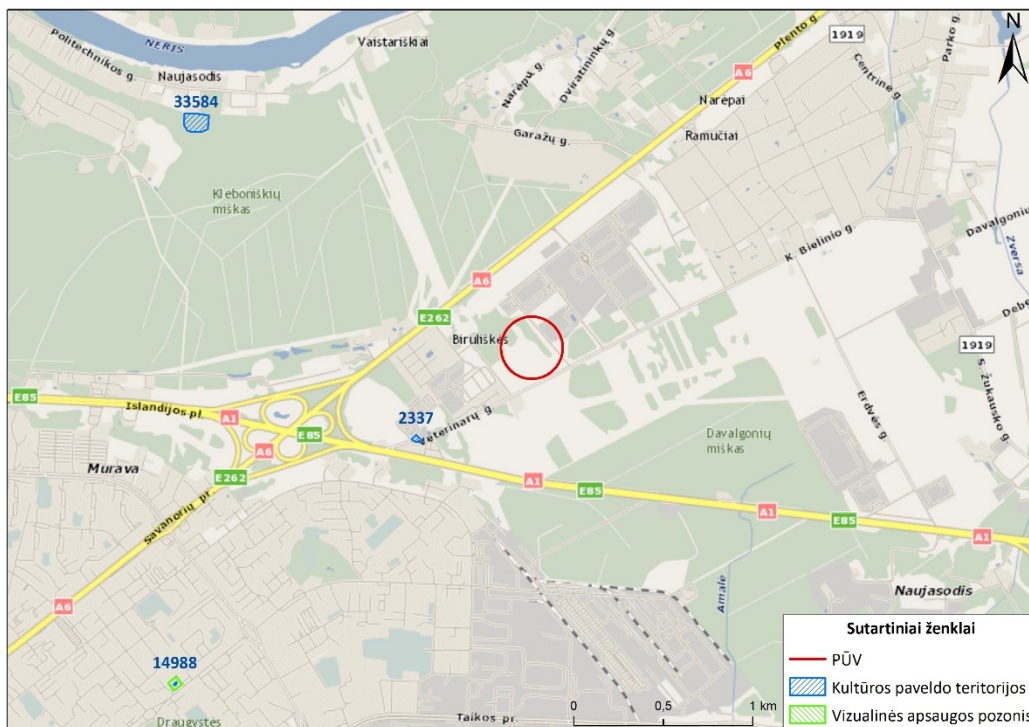 Politechnikos g.
NERIS
Vaistariškiai
Naujasodis
33584
Narėpų g.
Dviratininkų g.
Plento g
1919
N
Parko g.
Centrinė g.
A6
Narėpai
Ramučiai
Garažų g.
Kleboniškių
miškas
Davalgonių
Zversa
K. Bielinio g.
A6
E262
Biruliškės
1919
S. Žukausko g.
E85
Islandijos pl.
A1
E85
A6
E262
2337
Veterinarų g.
Murava
Savanorių pr.
Davalgonių
miškas
Erdvės g.
A1
E85
A1
E85
A1
Amalė
Naujasodis
A6
14988
Draugystės
Taikos pr.
0
0,5
1 km
Sutartiniai ženklai
PŪV
Kultūros paveldo teritorijos
Vizualinės apsaugos pozonis